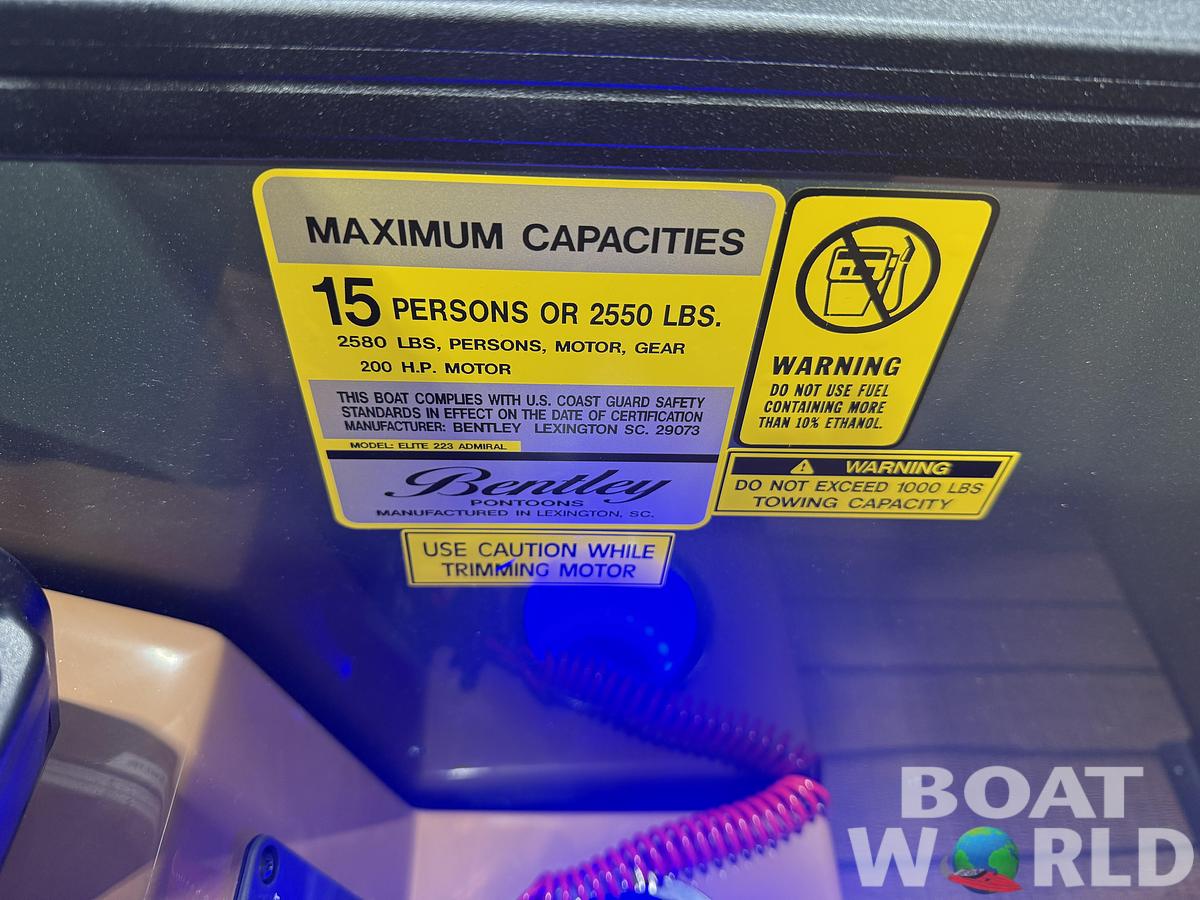 MAXIMUM CAPACITIES
15 PERSONS OR 2550 LBS.
2580 LBS, PERSONS, MOTOR, GEAR
200 H.P. MOTOR
THIS BOAT COMPLIES WITH U.S. COAST GUARD SAFETY
STANDARDS IN EFFECT ON THE DATE OF CERTIFICATION
MANUFACTURER: BENTLEY LEXINGTON SC. 29073
MODEL: ELITE 223 ADMIRAL
Bentley
PONTOONS
MANUFACTURED IN LEXINGTON, SC.
USE CAUTION WHILE
TRIMMING MOTOR
WARNING
DO NOT USE FUEL
CONTAINING MORE
THAN 10% ETHANOL.
WARNING
DO NOT EXCEED 1000 LBS
TOWING CAPACITY
BOAT
WORLD